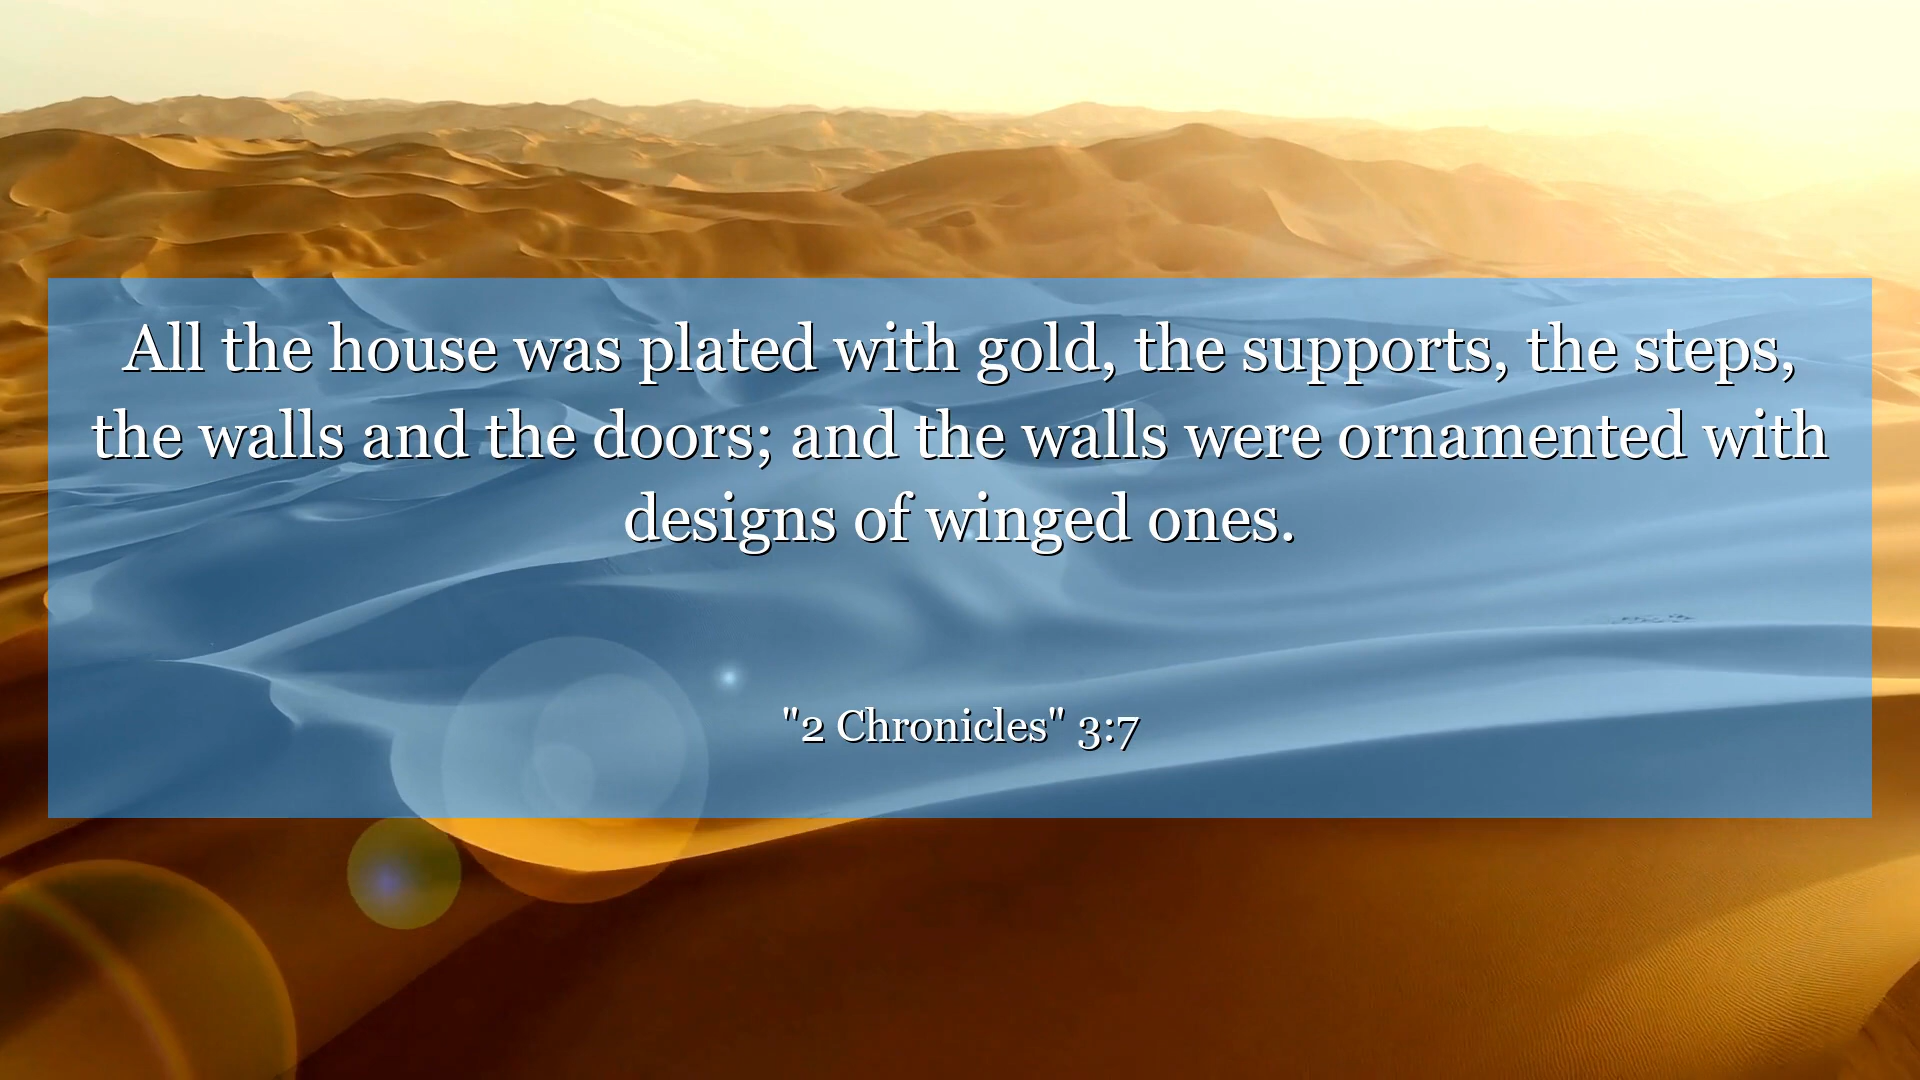 All the house was plated with gold, the supports, the steps,
the walls and the doors; and the walls were ornamented with
designs of winged ones.
"2 Chronicles" 3:7